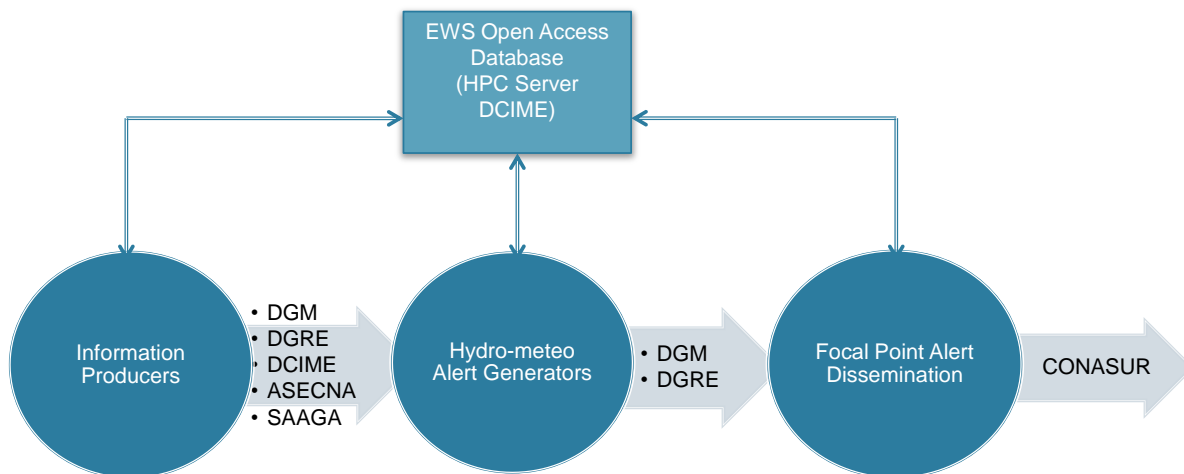 EWS Open Access
Database
(HPC Server
DCIME)
Information
Producers
• DGM
• DGRE
• DCIME
• ASECNA
• SAAGA
Hydro-meteo
Alert Generators
• DGM
• DGRE
Focal Point Alert
Dissemination
CONASUR